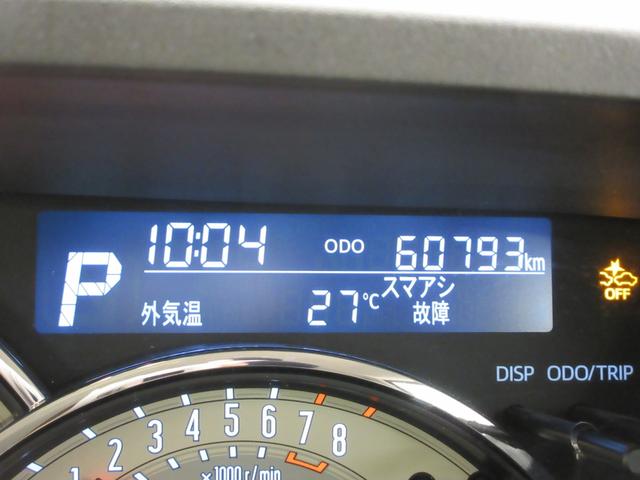 10:04 ODO 60793km
P
外気温 27℃ スマアシ
故障
OFF
DISP ODO/TRIP
1 2 3 4 5 6 7 8
×1000 r/min